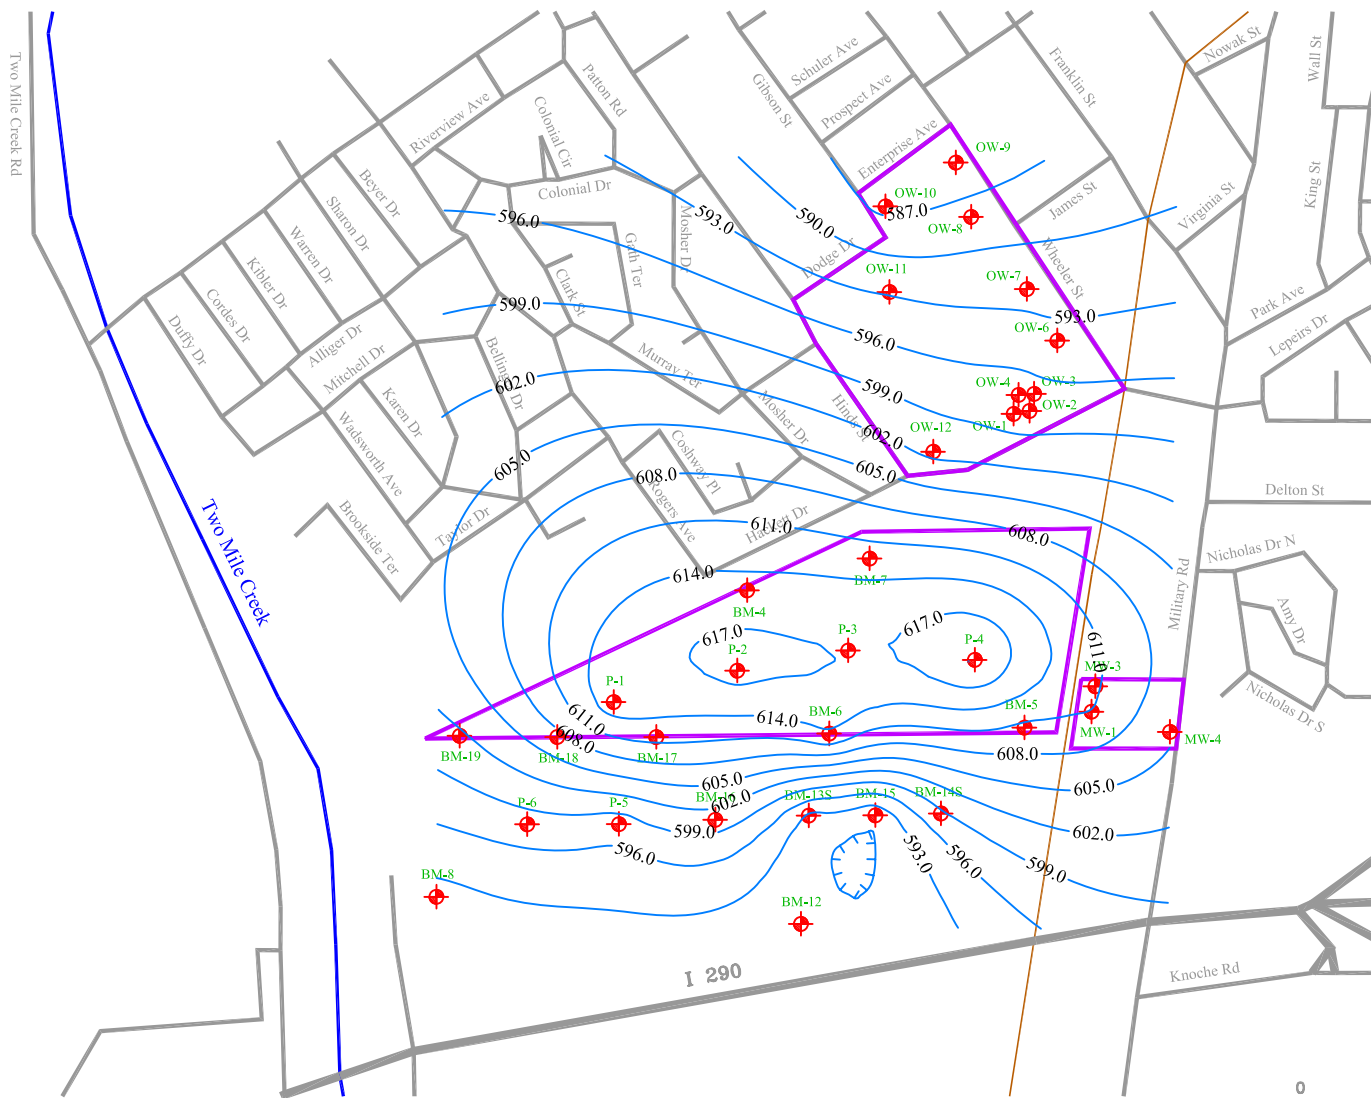 Two Mile Creek Rd
Riverview Ave
Colonial Cir
Patton Rd
Colonial Dr
Gibson St
Schuler Ave
Prospect Ave
Enterprise Ave
Franklin St
Nowak St
Wall St
King St
Virginia St
James St
Wheeler St
Park Ave
Lepeirs Dr
Beyer Dr
Sharon Dr
Warren Dr
Kibler Dr
Cordes Dr
Duffy Dr
Alliger Dr
Mitchell Dr
Karen Dr
Wadsworth Ave
Brookside Ter
Taylor Dr
Clark St
Garth Ter
Mosher Dr
Murray Ter
Mosher Dr
Dodge Dr
Coshway Pl
Rogers Ave
Hackett Dr
Delton St
Nicholas Dr N
Amy Dr
Nicholas Dr S
Military Rd
Knoche Rd
I 290
Two Mile Creek
OW-9
OW-10
OW-8
OW-11
OW-7
OW-6
OW-4
OW-3
OW-2
OW-1
OW-12
BM-7
BM-4
P-3
P-4
P-2
P-1
BM-6
BM-5
MW-3
MW-1
MW-4
BM-19
BM-18
BM-17
P-6
P-5
BM-13S
BM-15
BM-14S
BM-8
BM-12
587.0
590.0
593.0
593.0
596.0
596.0
599.0
599.0
602.0
602.0
605.0
605.0
608.0
608.0
611.0
611.0
614.0
617.0
617.0
614.0
611.0
608.0
608.0
605.0
605.0
602.0
602.0
599.0
599.0
596.0
596.0
593.0
0